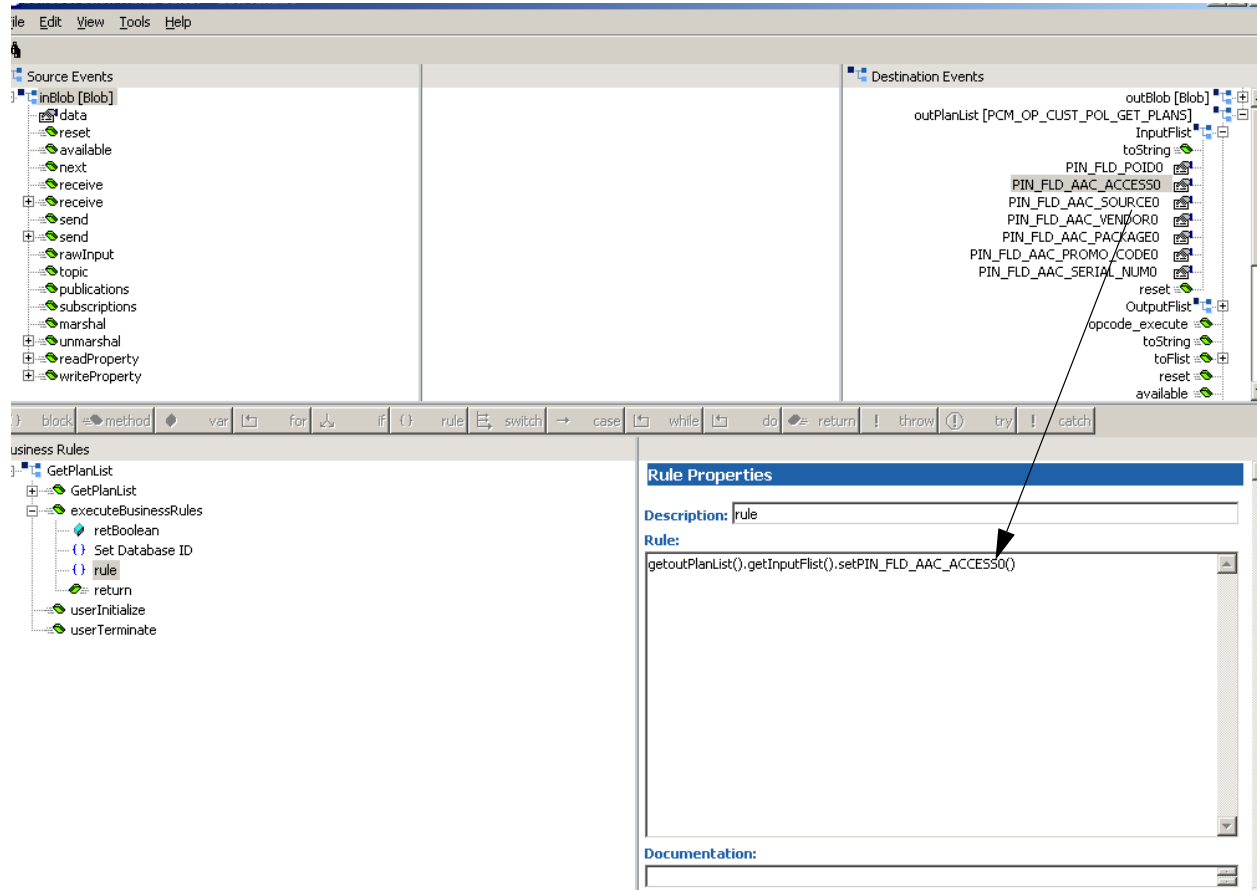 ile Edit View Tools Help
Source Events
inBlob [Blob]
data
reset
available
next
receive
receive
send
send
rawInput
topic
publications
subscriptions
marshal
unmarshal
readProperty
writeProperty
Destination Events
outBlob [Blob]
outPlanList [PCM_OP_CUST_POL_GET_PLANS]
InputFlist
toString
PIN_FLD_POID0
PIN_FLD_AAC_ACCESS0
PIN_FLD_AAC_SOURCE0
PIN_FLD_AAC_VENDOR0
PIN_FLD_AAC_PACKAGE0
PIN_FLD_AAC_PROMO_CODE0
PIN_FLD_AAC_SERIAL_NUM0
reset
OutputFlist
opcode_execute
toString
toFlist
reset
available
block method var for if {} rule switch case while do return ! throw try ! catch
usiness Rules
GetPlanList
GetPlanList
executeBusinessRules
retBoolean
{} Set Database ID
{} rule
return
userInitialize
userTerminate
Rule Properties
Description: rule
Rule:
getoutPlanList().getInputFlist().setPIN_FLD_AAC_ACCESS0()
Documentation: